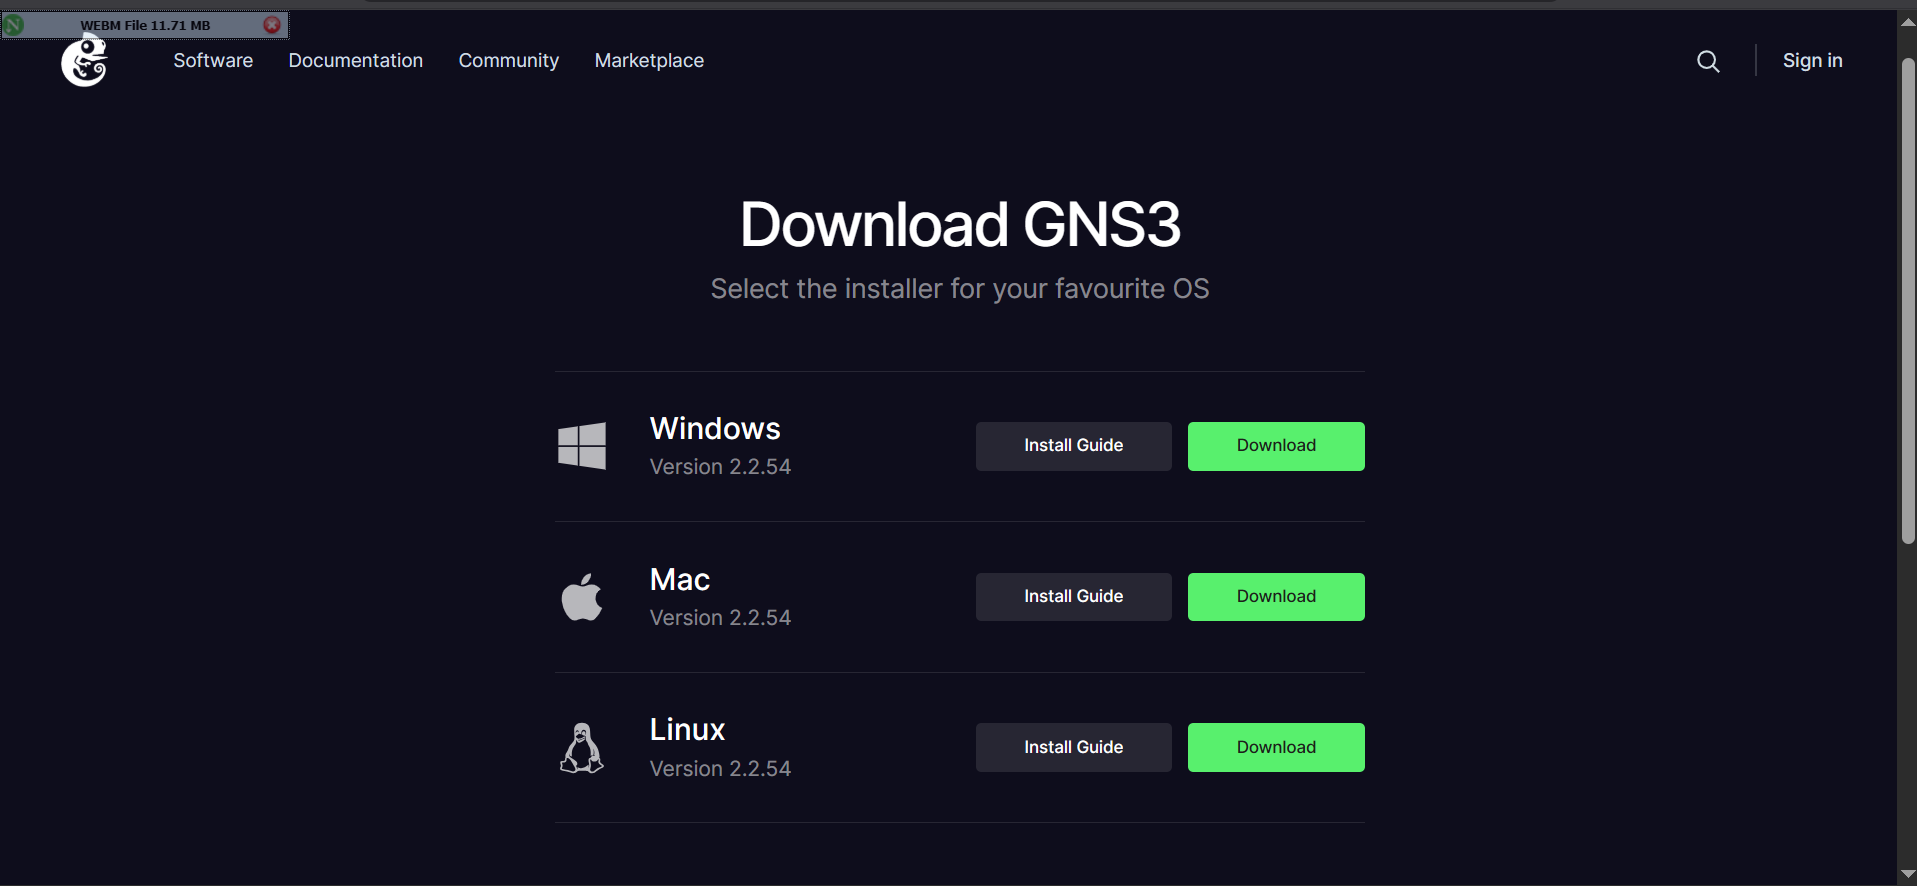 WEBM File 11.71 MB
Software Documentation Community Marketplace Sign in
Download GNS3
Select the installer for your favourite OS
Windows
Version 2.2.54
Install Guide Download
Mac
Version 2.2.54
Install Guide Download
Linux
Version 2.2.54
Install Guide Download